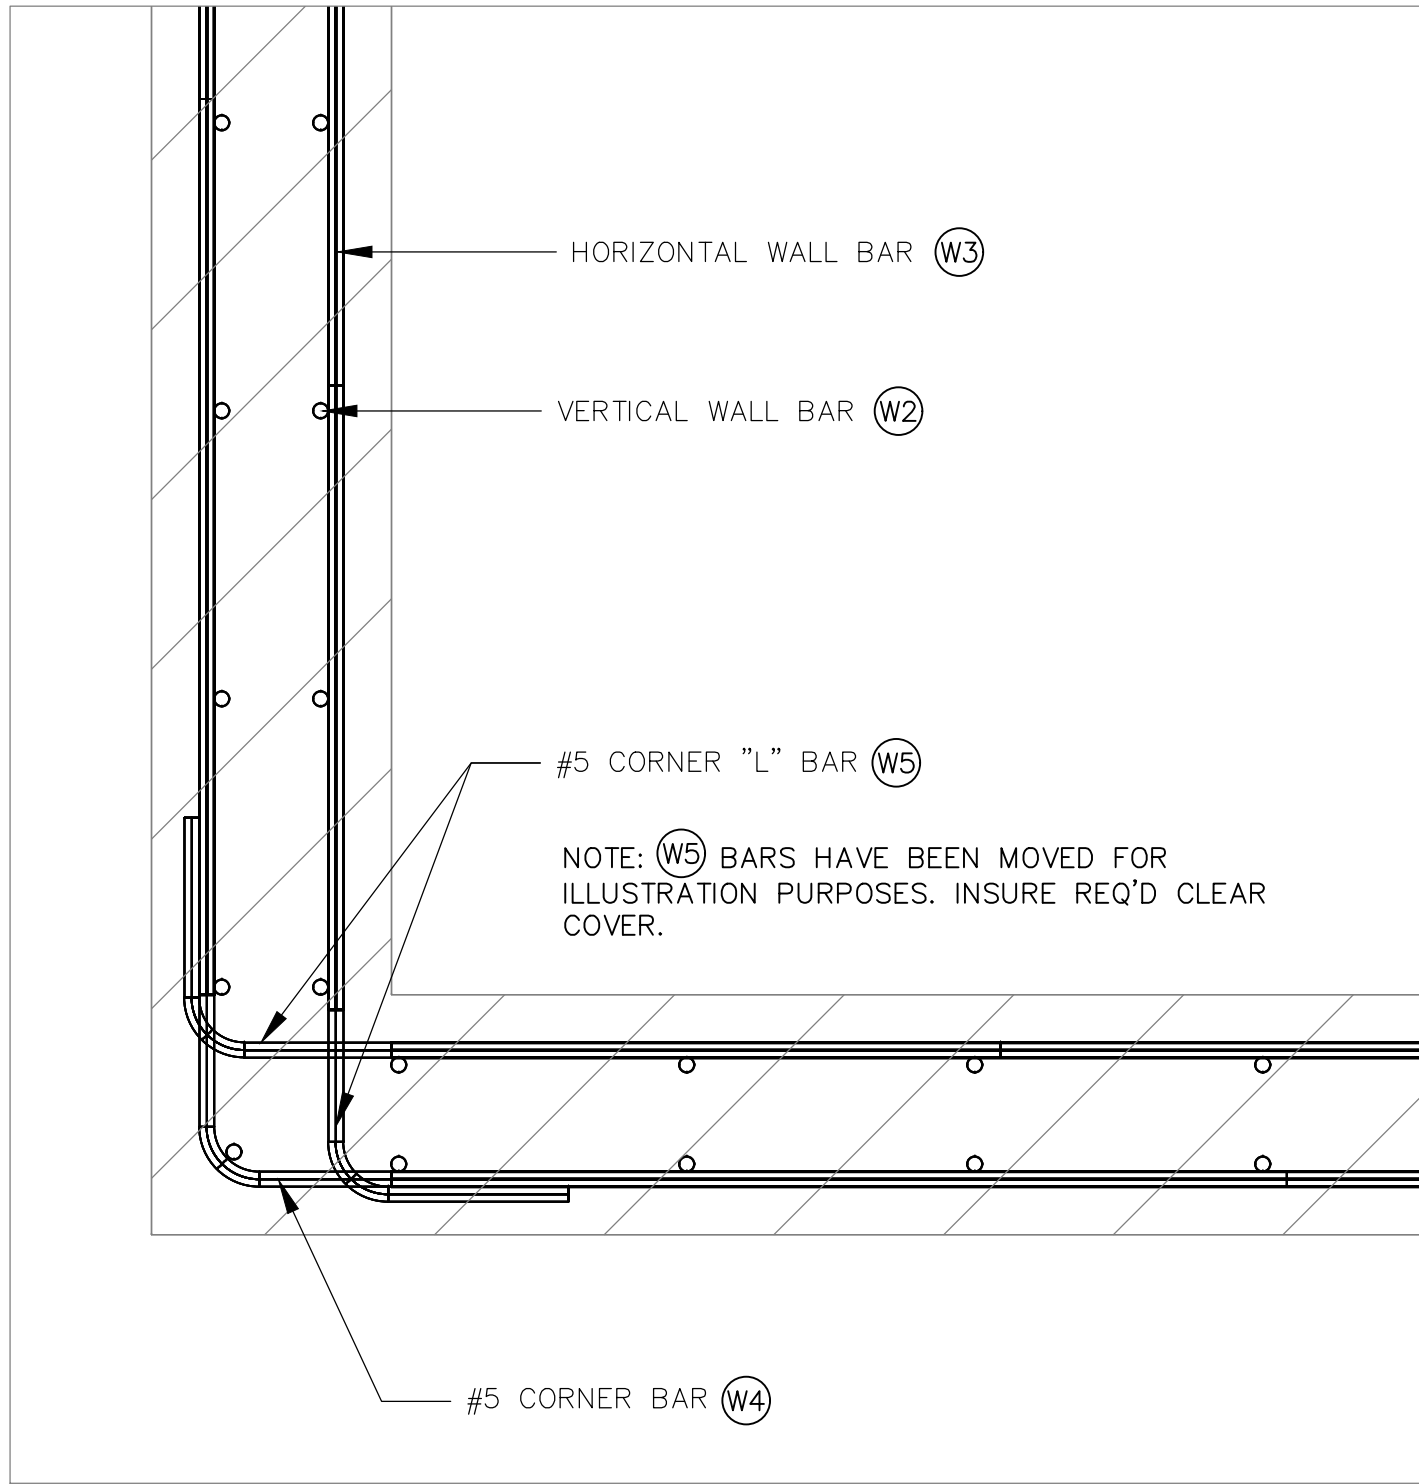 HORIZONTAL WALL BAR W3
VERTICAL WALL BAR W2
#5 CORNER ”L” BAR W5
NOTE: W5 BARS HAVE BEEN MOVED FOR
ILLUSTRATION PURPOSES. INSURE REQ'D CLEAR
COVER.
#5 CORNER BAR W4